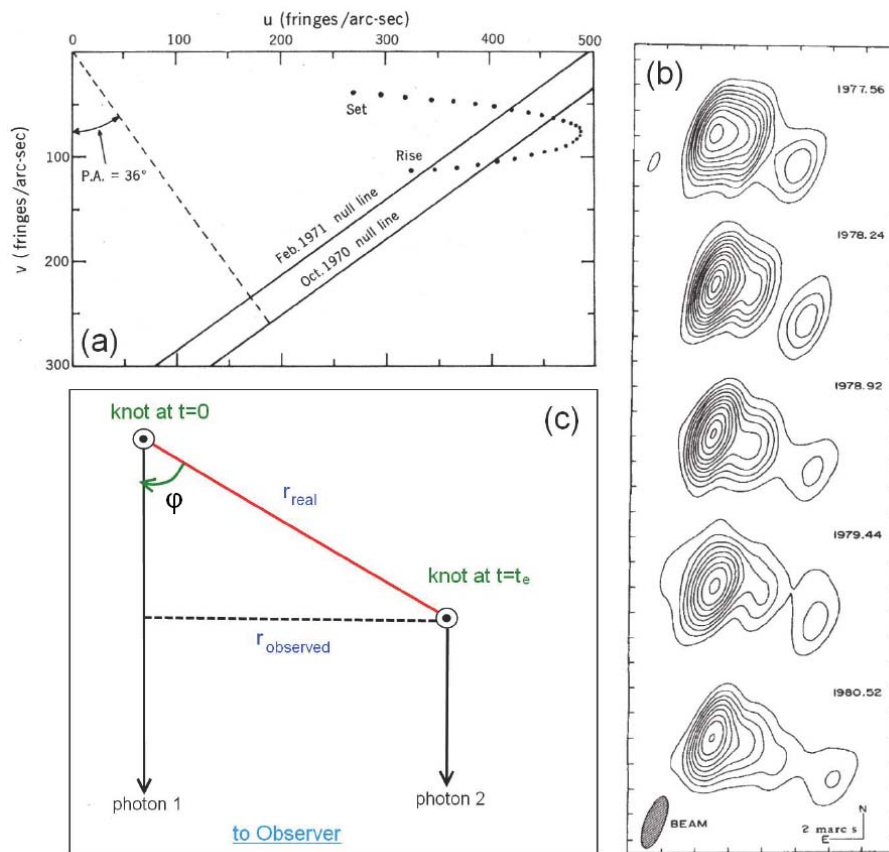 u (fringes/arc-sec)
0 100 200 300 400 500
v (fringes/arc-sec)
100
200
300
Set
Rise
P.A. = 36°
Feb. 1971 null line
Oct. 1970 null line
(a)
(b)
1977.56
1978.24
1978.92
1979.44
1980.52
BEAM
2 marc s
N
E
(c)
knot at t=0
φ
r_real
knot at t=t_e
r_observed
photon 1
photon 2
to Observer